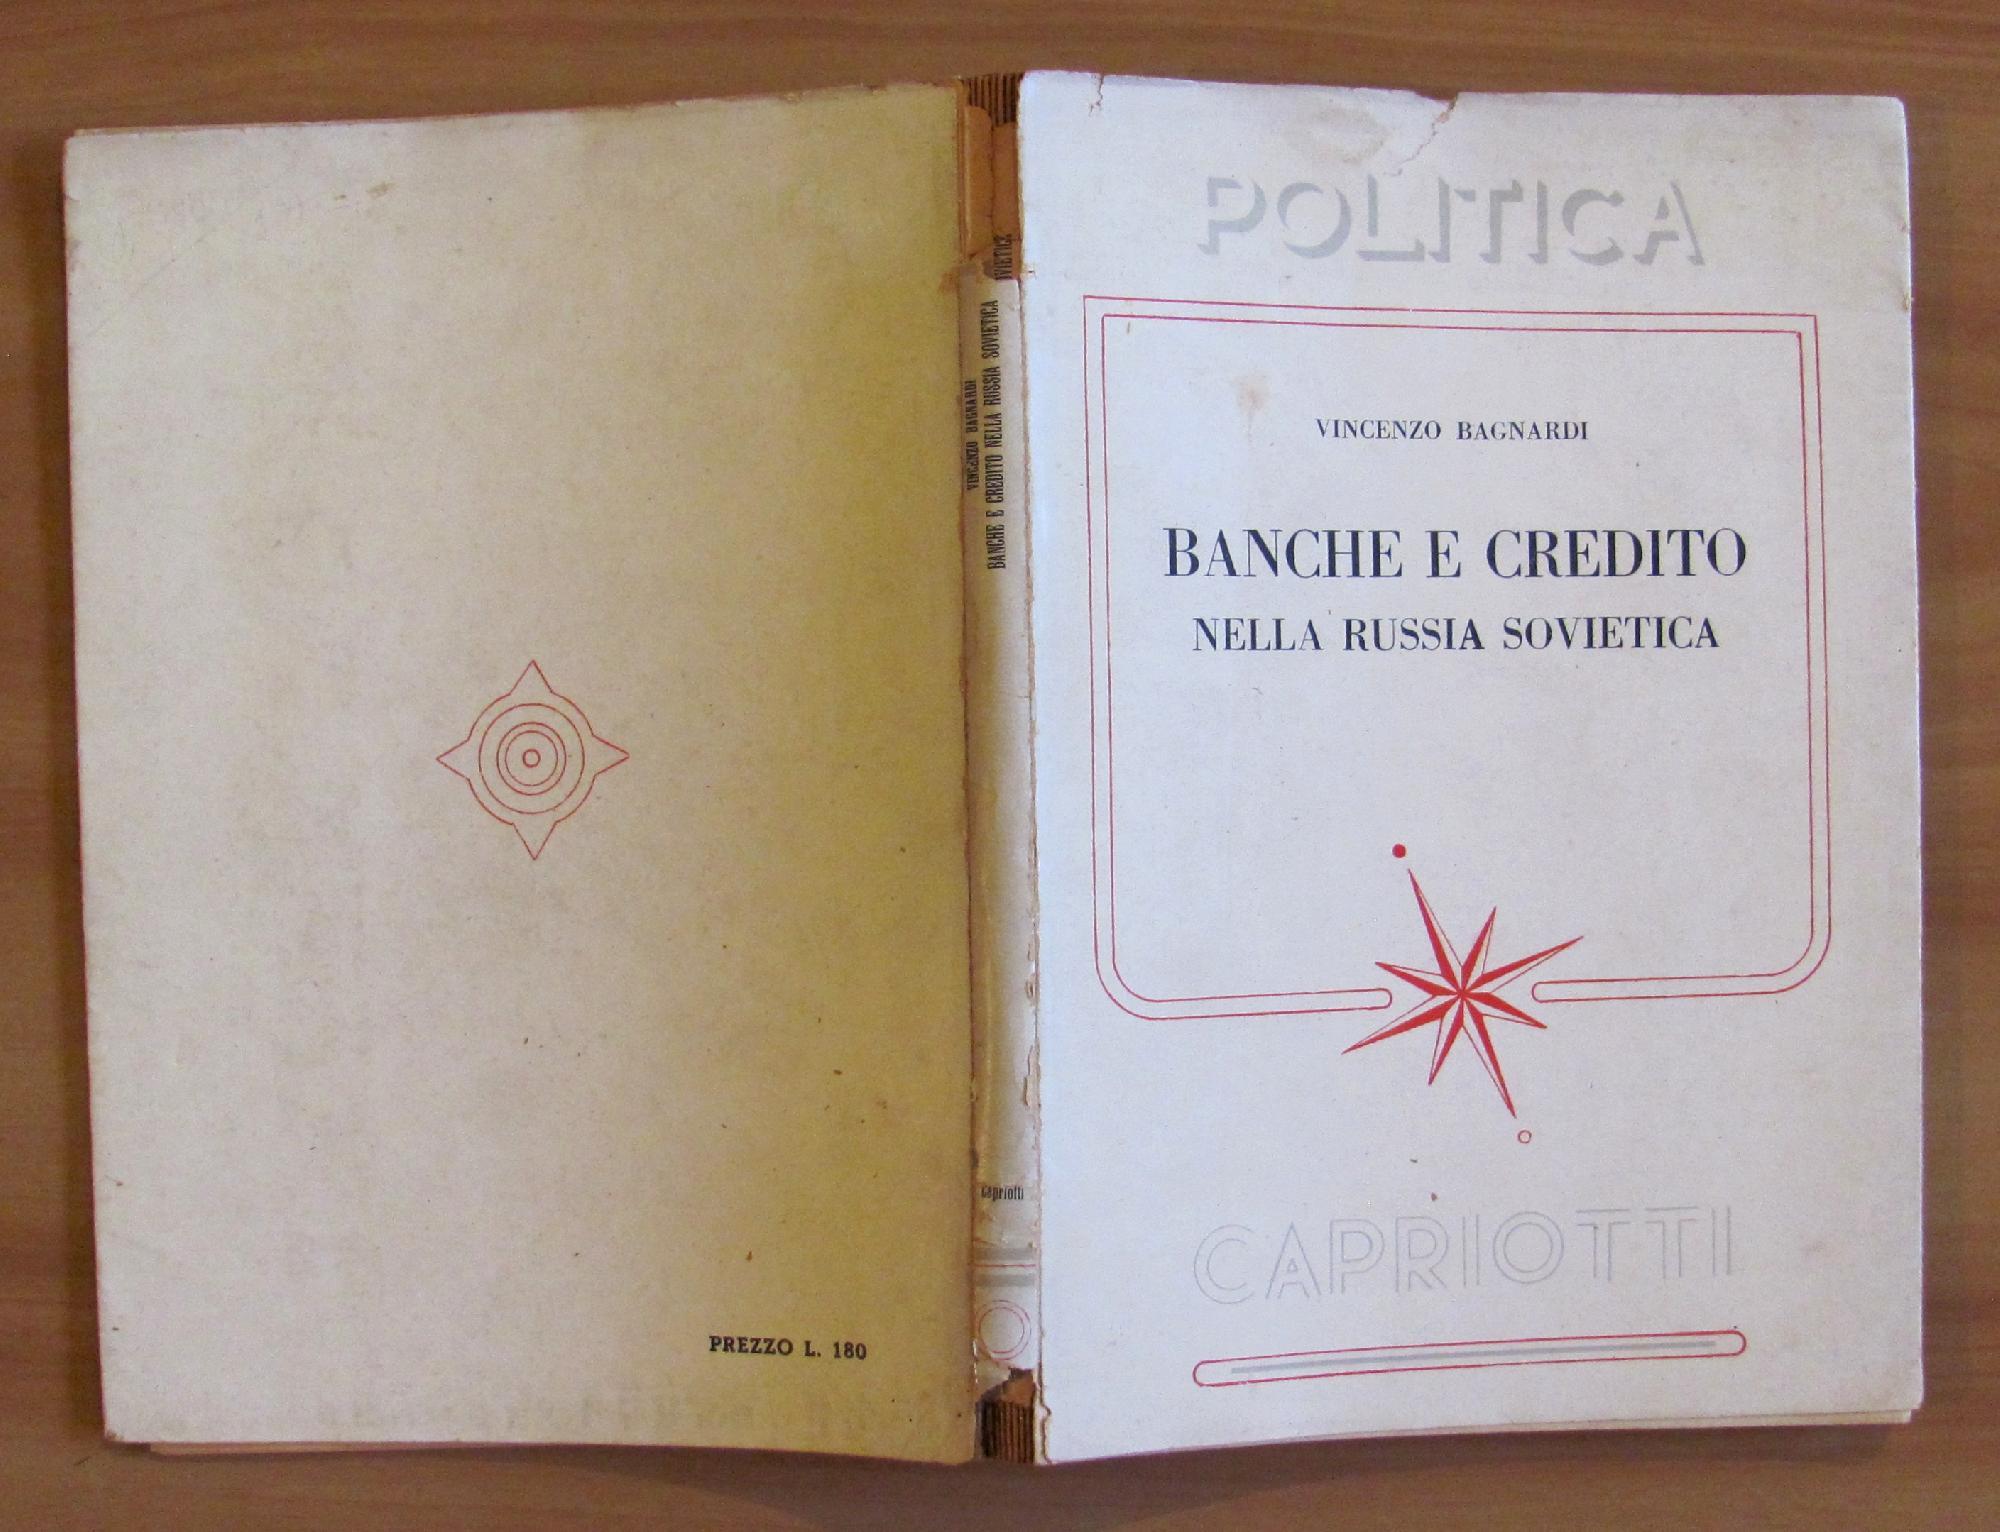 POLITICA
VINCENZO BAGNARDI
BANCHE E CREDITO
NELLA RUSSIA SOVIETICA
CAPRIOTTI
VINCENZO BAGNARDI
BANCHE E CREDITO NELLA RUSSIA SOVIETICA
capriotti
PREZZO L. 180